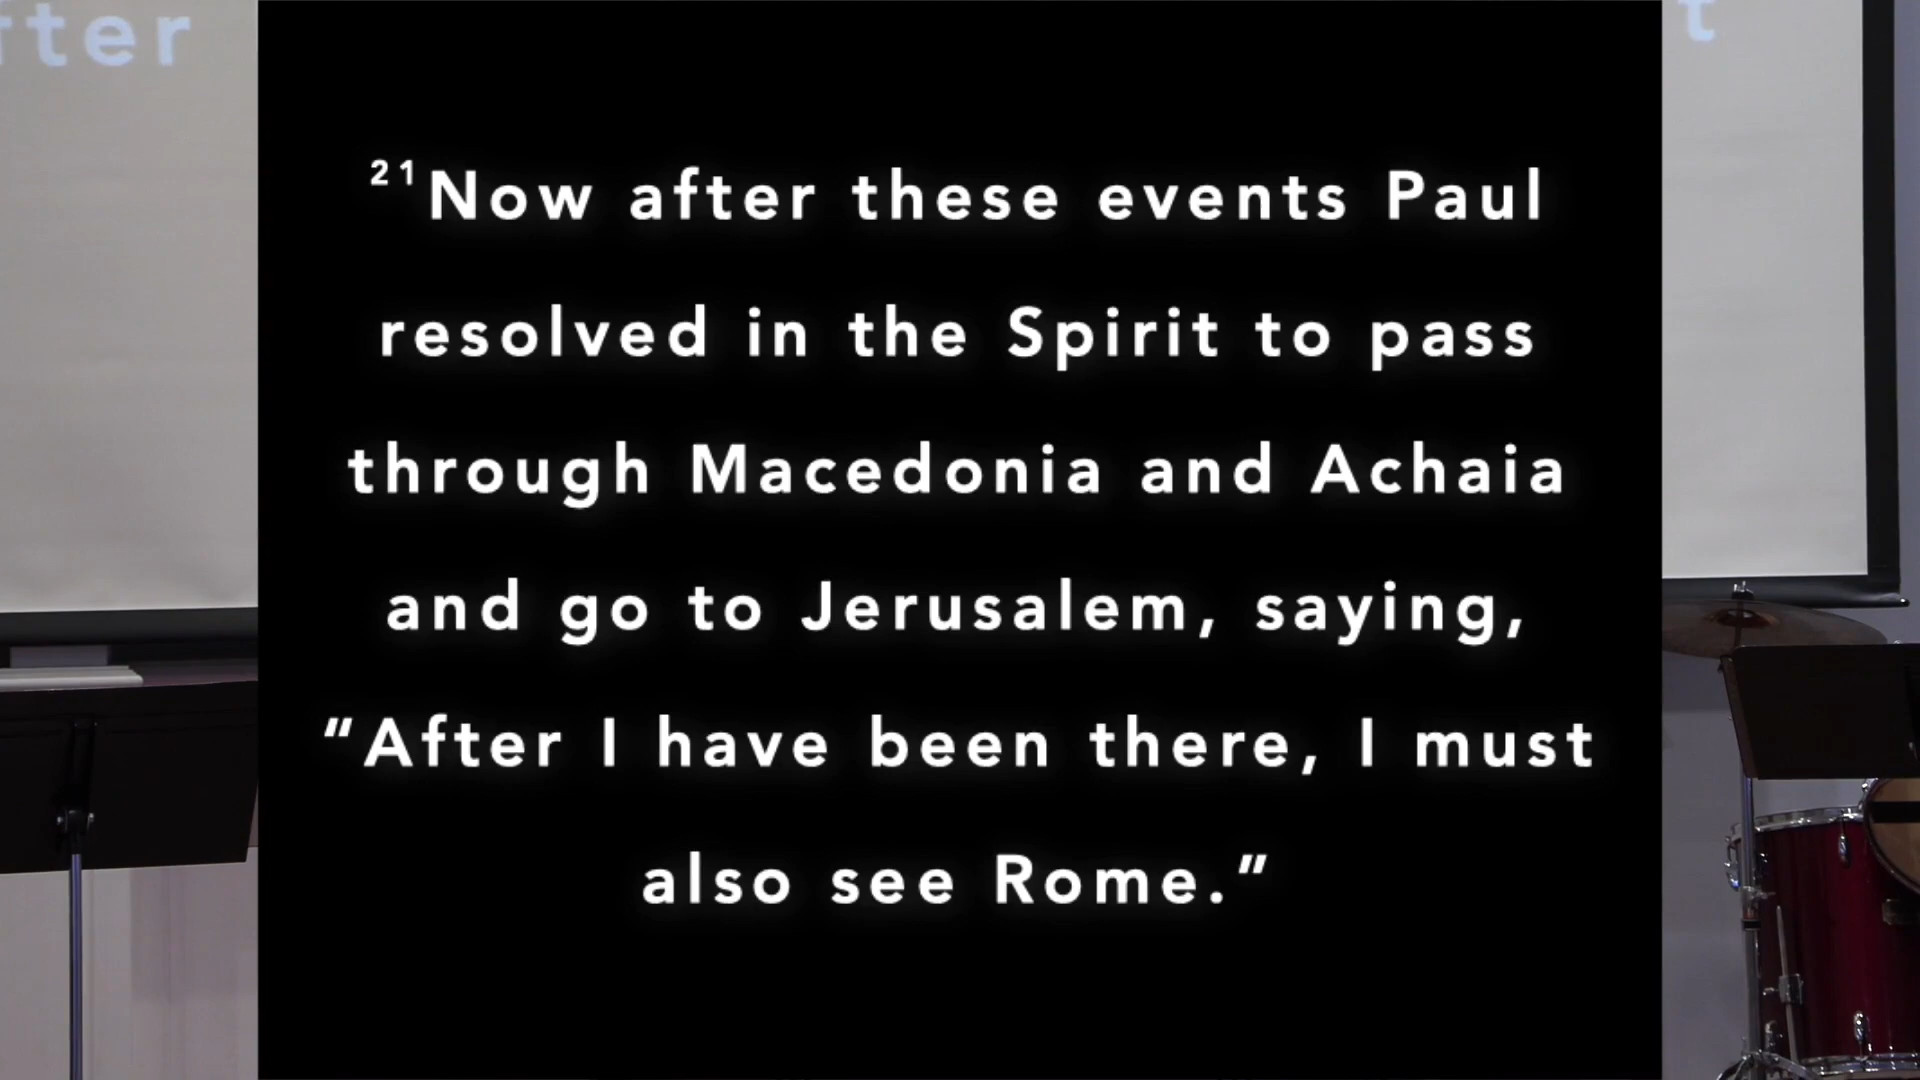 fter
t
²¹Now after these events Paul
resolved in the Spirit to pass
through Macedonia and Achaia
and go to Jerusalem, saying,
“After I have been there, I must
also see Rome.”